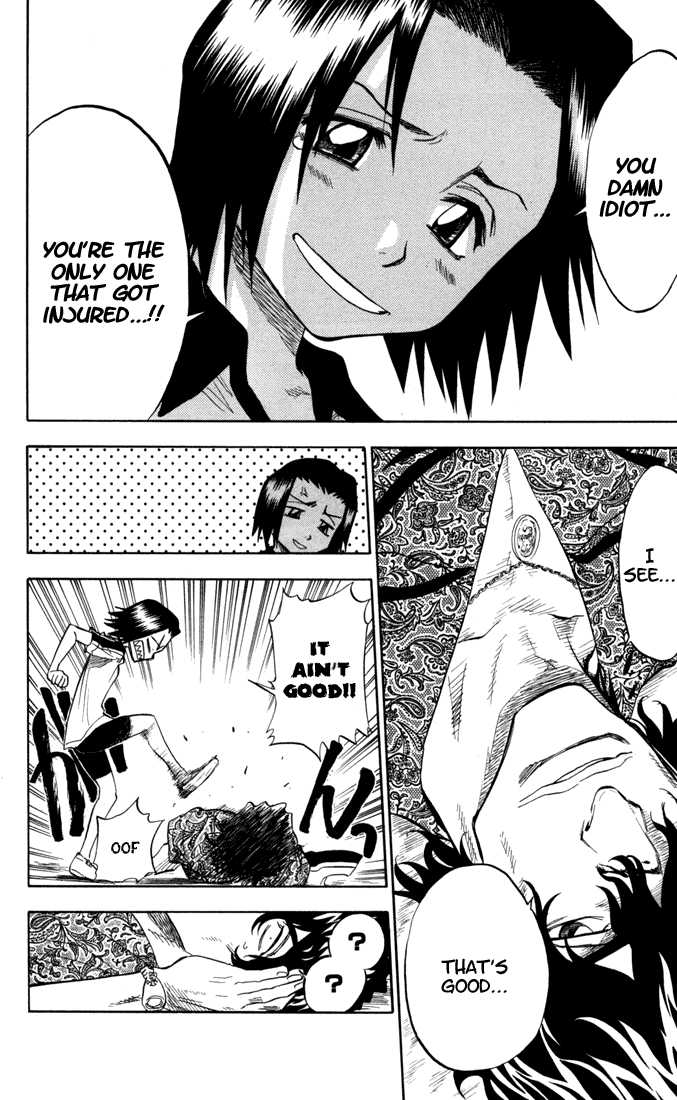 YOU
DAMN
IDIOT...
YOU'RE THE
ONLY ONE
THAT GOT
INJURED...!!
I
SEE...
THAT'S
GOOD...
IT
AIN'T
GOOD!!
OOF
?
?